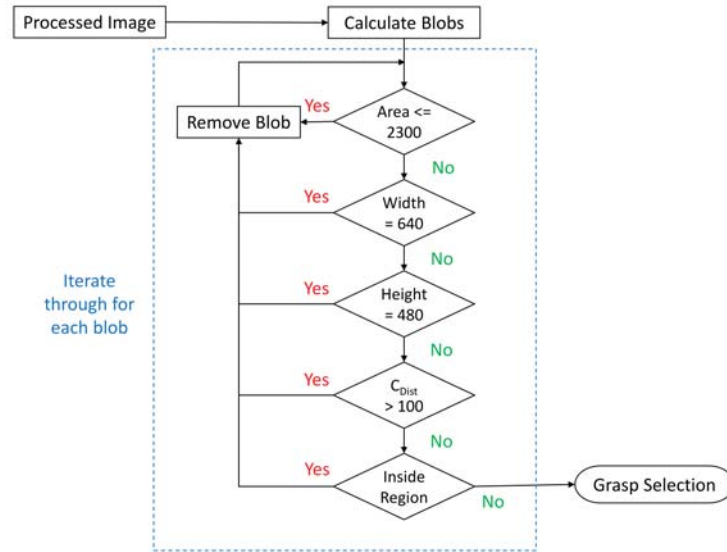 Processed Image
Calculate Blobs
Yes
Area <=
2300
Remove Blob
No
Yes
Width
= 640
No
Iterate
through for
each blob
Yes
Height
= 480
No
Yes
C_Dist
> 100
No
Yes
Inside
Region
No
Grasp Selection